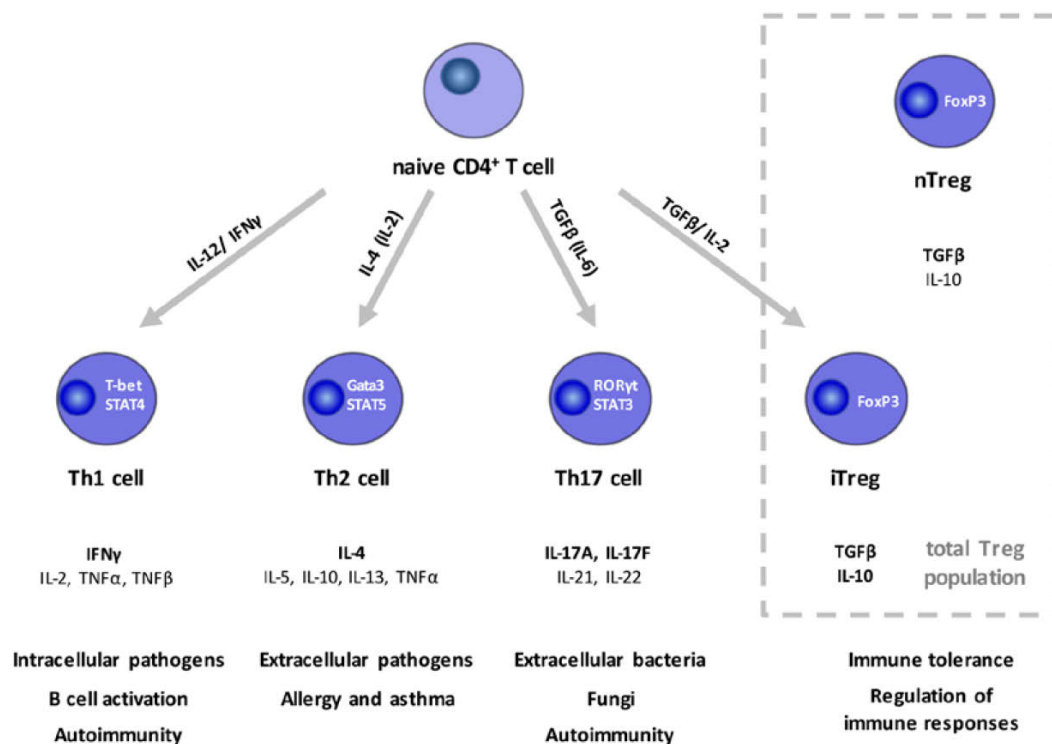 FoxP3
naive CD4⁺ T cell
nTreg
IL-12/ IFNγ
IL-4 (IL-2)
TGFβ (IL-6)
TGFβ/ IL-2
TGFβ
IL-10
T-bet
STAT4
Gata3
STAT5
RORγt
STAT3
FoxP3
Th1 cell
Th2 cell
Th17 cell
iTreg
IFNγ
IL-2, TNFα, TNFβ
IL-4
IL-5, IL-10, IL-13, TNFα
IL-17A, IL-17F
IL-21, IL-22
TGFβ
IL-10
total Treg
population
Intracellular pathogens
B cell activation
Autoimmunity
Extracellular pathogens
Allergy and asthma
Extracellular bacteria
Fungi
Autoimmunity
Immune tolerance
Regulation of
immune responses